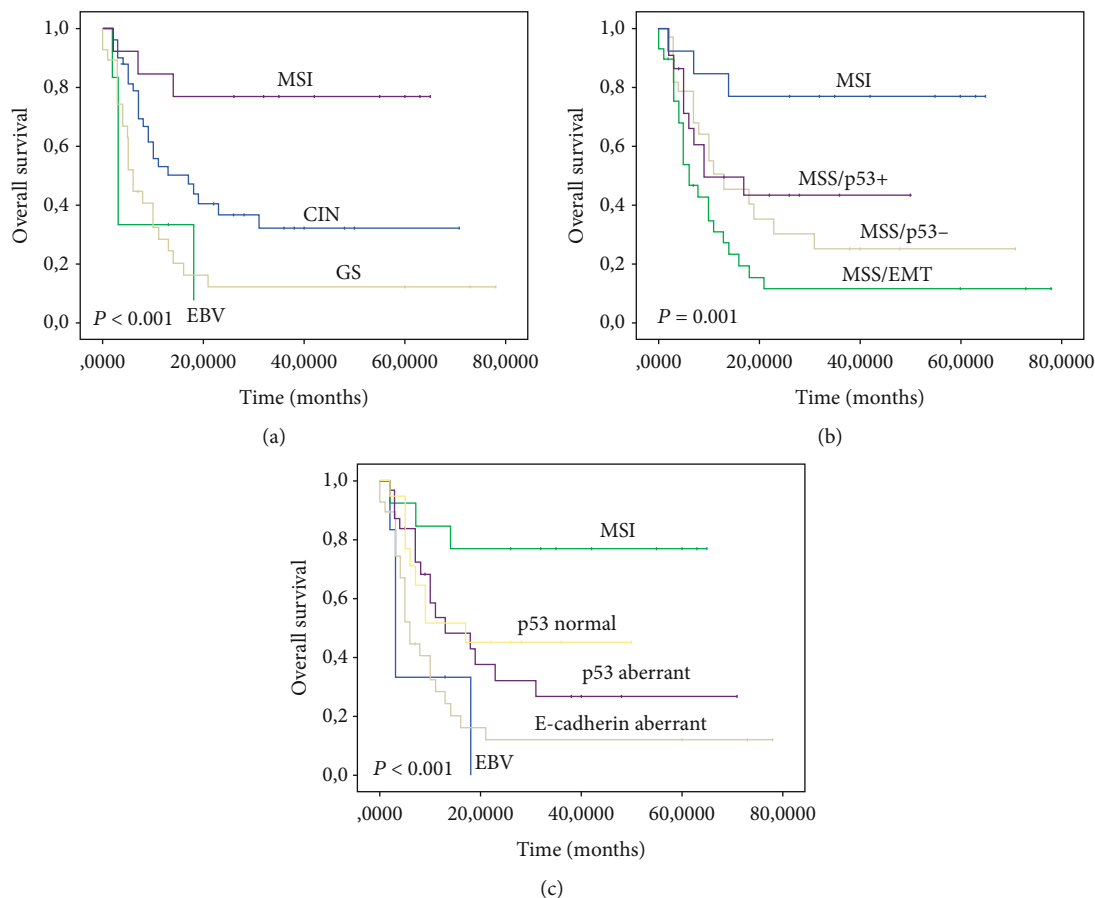 1,0
0,8
0,6
0,4
0,2
0,0
Overall survival
MSI
CIN
GS
EBV
P < 0.001
,0000 20,0000 40,0000 60,0000 80,0000
Time (months)
(a)
1,0
0,8
0,6
0,4
0,2
0,0
Overall survival
MSI
MSS/p53+
MSS/p53–
MSS/EMT
P = 0.001
,0000 20,0000 40,0000 60,0000 80,0000
Time (months)
(b)
1,0
0,8
0,6
0,4
0,2
0,0
Overall survival
MSI
p53 normal
p53 aberrant
E-cadherin aberrant
EBV
P < 0.001
,0000 20,0000 40,0000 60,0000 80,0000
Time (months)
(c)